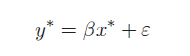 y* = βx* + ε